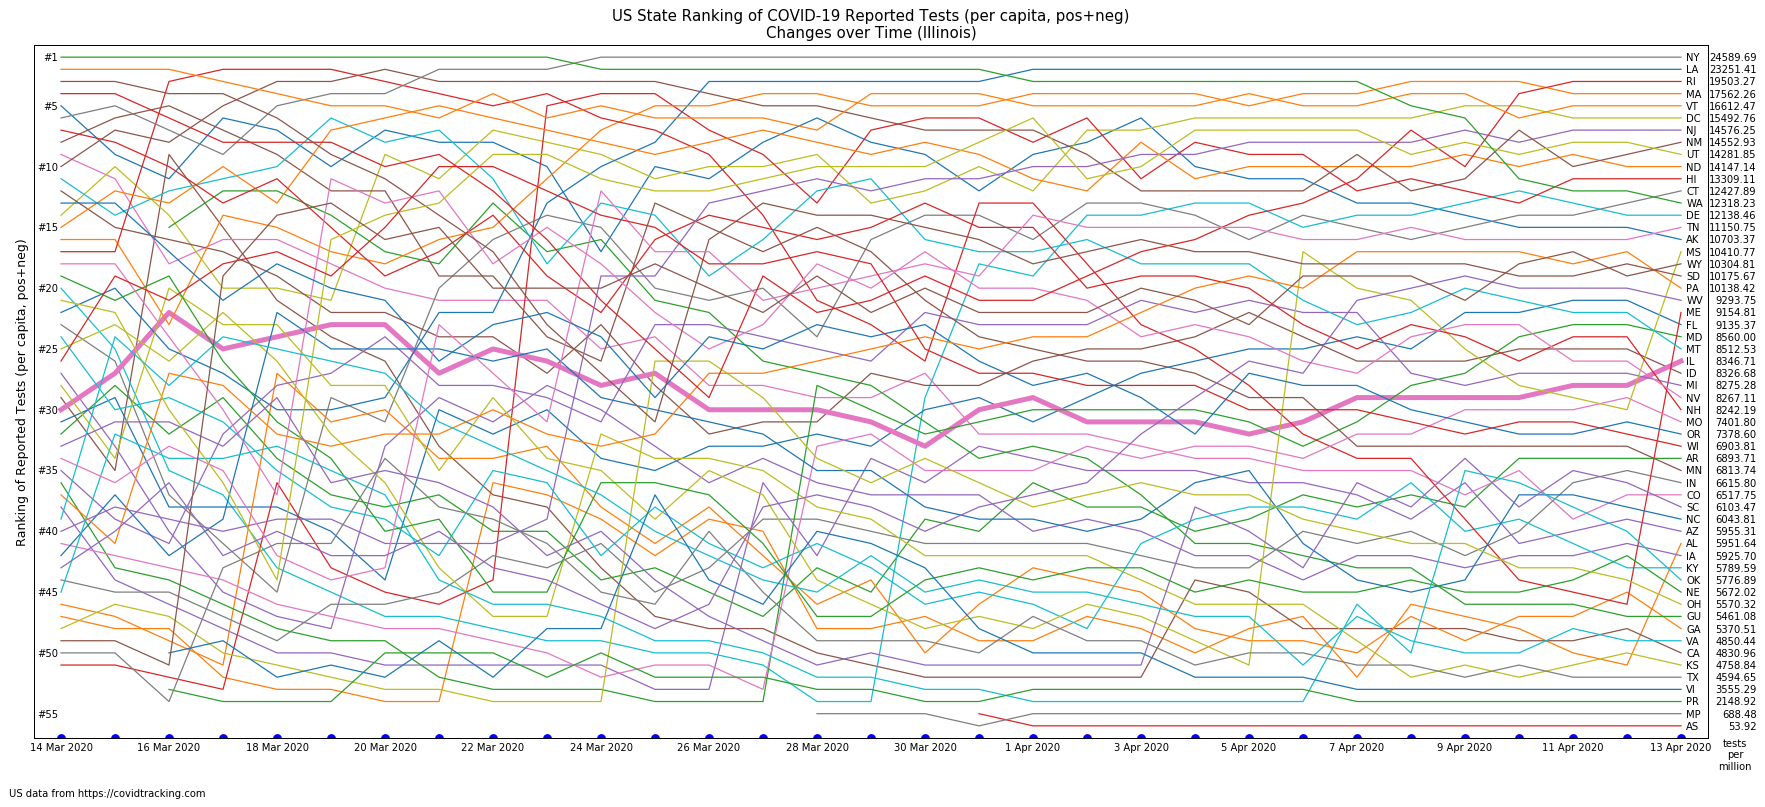 US State Ranking of COVID-19 Reported Tests (per capita, pos+neg)
Changes over Time (Illinois)
Ranking of Reported Tests (per capita, pos+neg)
#1
#5
#10
#15
#20
#25
#30
#35
#40
#45
#50
#55
NY 24589.69
LA 23251.41
RI 19503.27
MA 17562.26
VT 16612.47
DC 15492.76
NJ 14576.25
NM 14552.93
UT 14281.85
ND 14147.14
HI 13309.11
CT 12427.89
WA 12318.23
DE 12138.46
TN 11150.75
AK 10703.37
MS 10410.77
WY 10304.81
SD 10175.67
PA 10138.42
WV 9293.75
ME 9154.81
FL 9135.37
MD 8560.00
MT 8512.53
IL 8346.71
ID 8326.68
MI 8275.28
NV 8267.11
NH 8242.19
MO 7401.80
OR 7378.60
WI 6903.81
AR 6893.71
MN 6813.74
IN 6615.80
CO 6517.75
SC 6103.47
NC 6043.81
AZ 5955.31
AL 5951.64
IA 5925.70
KY 5789.59
OK 5776.89
NE 5672.02
OH 5570.32
GU 5461.08
GA 5370.51
VA 4850.44
CA 4830.96
KS 4758.84
TX 4594.65
VI 3555.29
PR 2148.92
MP 688.48
AS 53.92
14 Mar 2020 16 Mar 2020 18 Mar 2020 20 Mar 2020 22 Mar 2020 24 Mar 2020 26 Mar 2020 28 Mar 2020 30 Mar 2020 1 Apr 2020 3 Apr 2020 5 Apr 2020 7 Apr 2020 9 Apr 2020 11 Apr 2020 13 Apr 2020
tests
per
million
US data from https://covidtracking.com